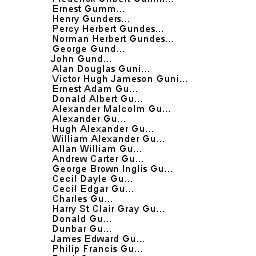 Ernest Gumm...
Henry Gunders...
Percy Herbert Gundes...
Norman Herbert Gundes...
George Gund...
John Gund...
Alan Douglas Guni...
Victor Hugh Jameson Guni...
Ernest Adam Gu...
Donald Albert Gu...
Alexander Malcolm Gu...
Alexander Gu...
Hugh Alexander Gu...
William Alexander Gu...
Allan William Gu...
Andrew Carter Gu...
George Brown Inglis Gu...
Cecil Dayle Gu...
Cecil Edgar Gu...
Charles Gu...
Harry St Clair Gray Gu...
Donald Gu...
Dunbar Gu...
James Edward Gu...
Philip Francis Gu...